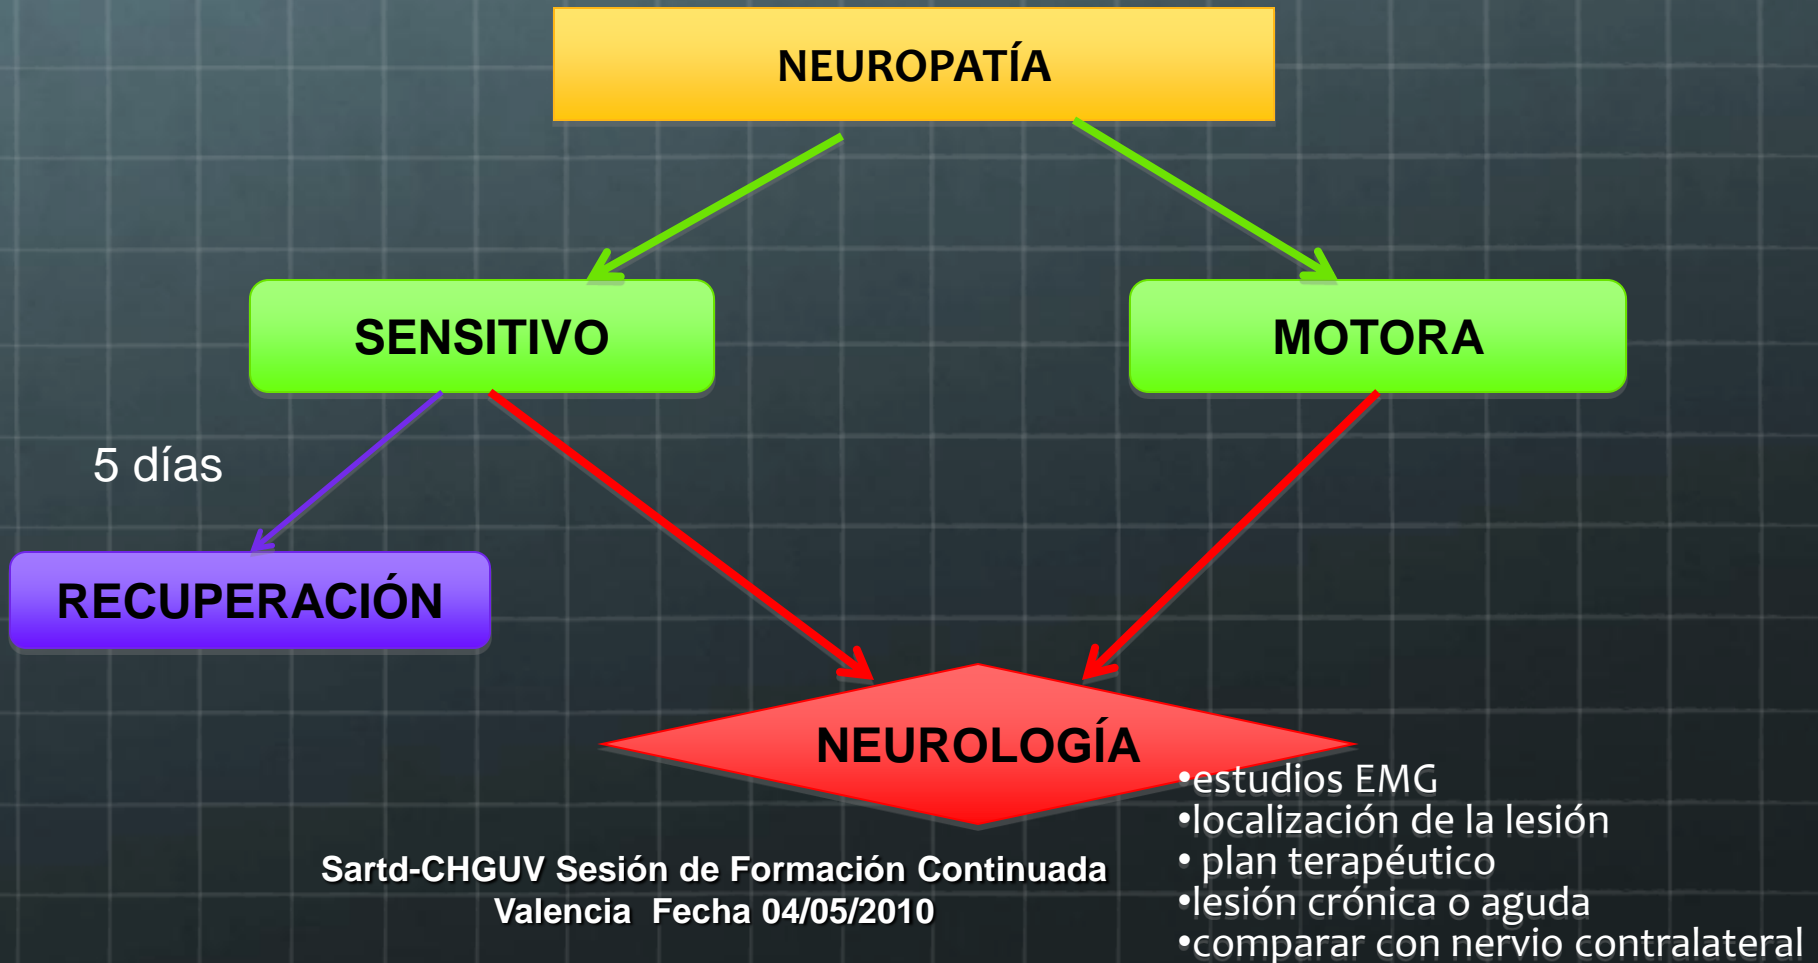 NEUROPATÍA
SENSITIVO
MOTORA
5 días
RECUPERACIÓN
NEUROLOGÍA
•estudios EMG
•localización de la lesión
• plan terapéutico
•lesión crónica o aguda
•comparar con nervio contralateral
Sartd-CHGUV Sesión de Formación Continuada
Valencia Fecha 04/05/2010